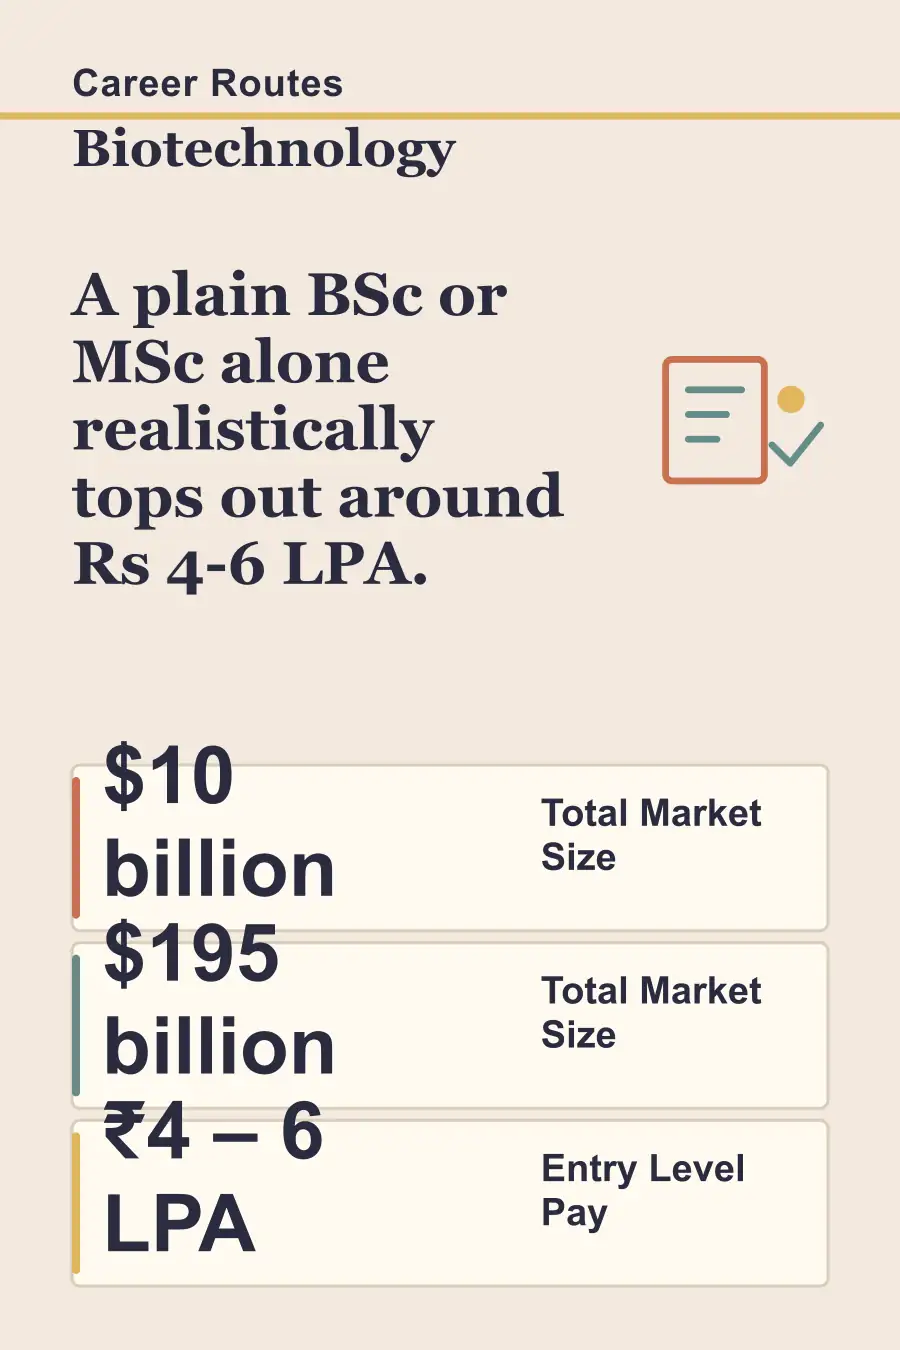 Career Routes
Biotechnology
A plain BSc or
MSc alone
realistically
tops out around
Rs 4-6 LPA.
$10
billion
Total Market
Size
$195
billion
Total Market
Size
₹4 – 6
LPA
Entry Level
Pay